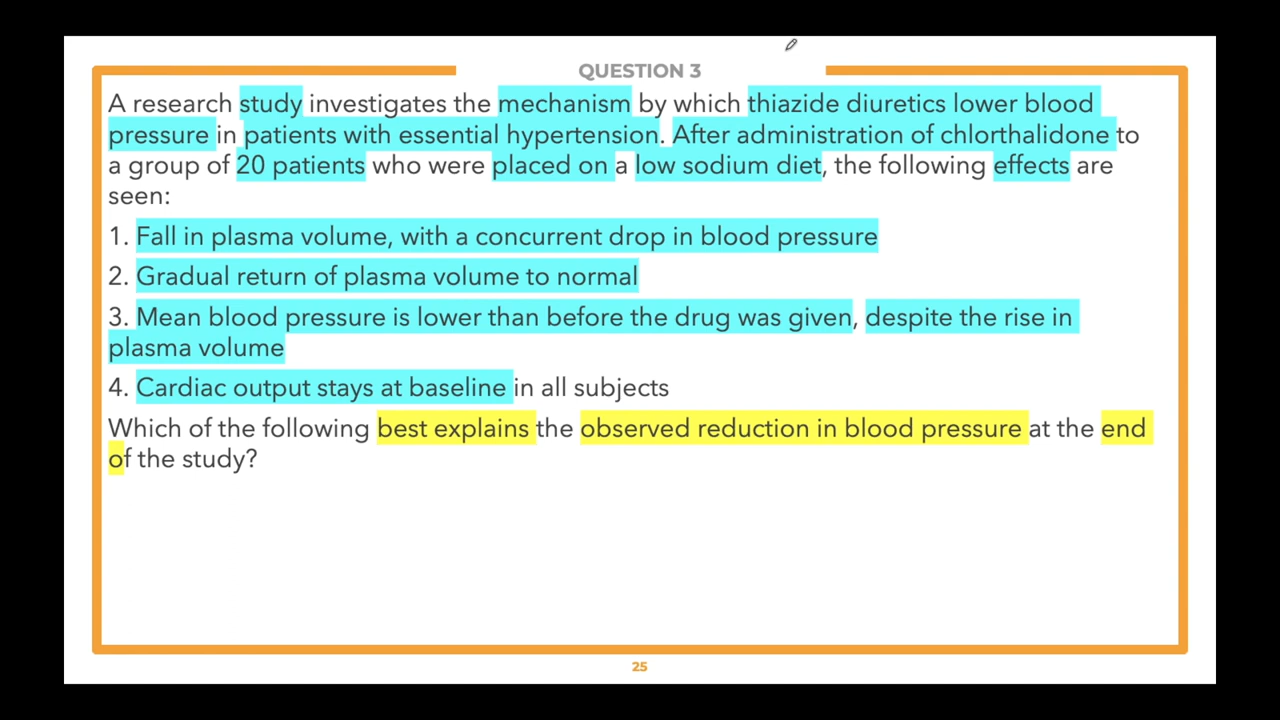 QUESTION 3
A research study investigates the mechanism by which thiazide diuretics lower blood
pressure in patients with essential hypertension. After administration of chlorthalidone to
a group of 20 patients who were placed on a low sodium diet, the following effects are
seen:
1. Fall in plasma volume, with a concurrent drop in blood pressure
2. Gradual return of plasma volume to normal
3. Mean blood pressure is lower than before the drug was given, despite the rise in
plasma volume
4. Cardiac output stays at baseline in all subjects
Which of the following best explains the observed reduction in blood pressure at the end
of the study?
25